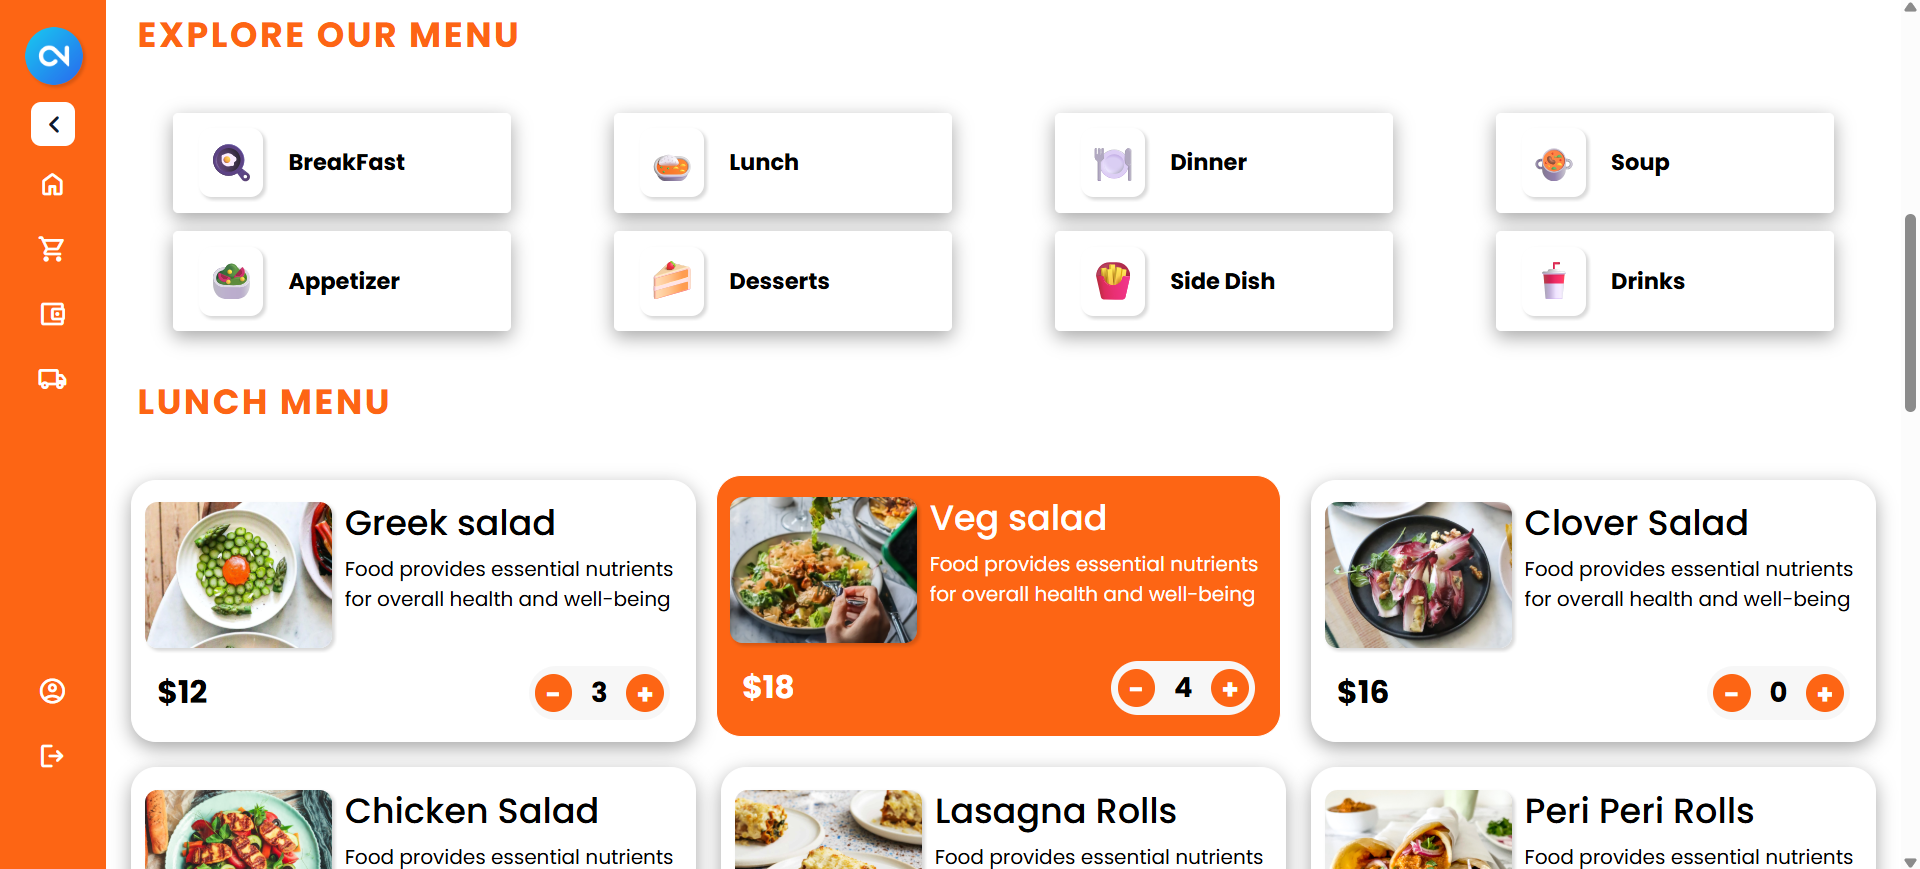 EXPLORE OUR MENU
BreakFast
Lunch
Dinner
Soup
Appetizer
Desserts
Side Dish
Drinks
LUNCH MENU
Greek salad
Food provides essential nutrients
for overall health and well-being
$12
- 3 +
Veg salad
Food provides essential nutrients
for overall health and well-being
$18
- 4 +
Clover Salad
Food provides essential nutrients
for overall health and well-being
$16
- 0 +
Chicken Salad
Food provides essential nutrients
Lasagna Rolls
Food provides essential nutrients
Peri Peri Rolls
Food provides essential nutrients